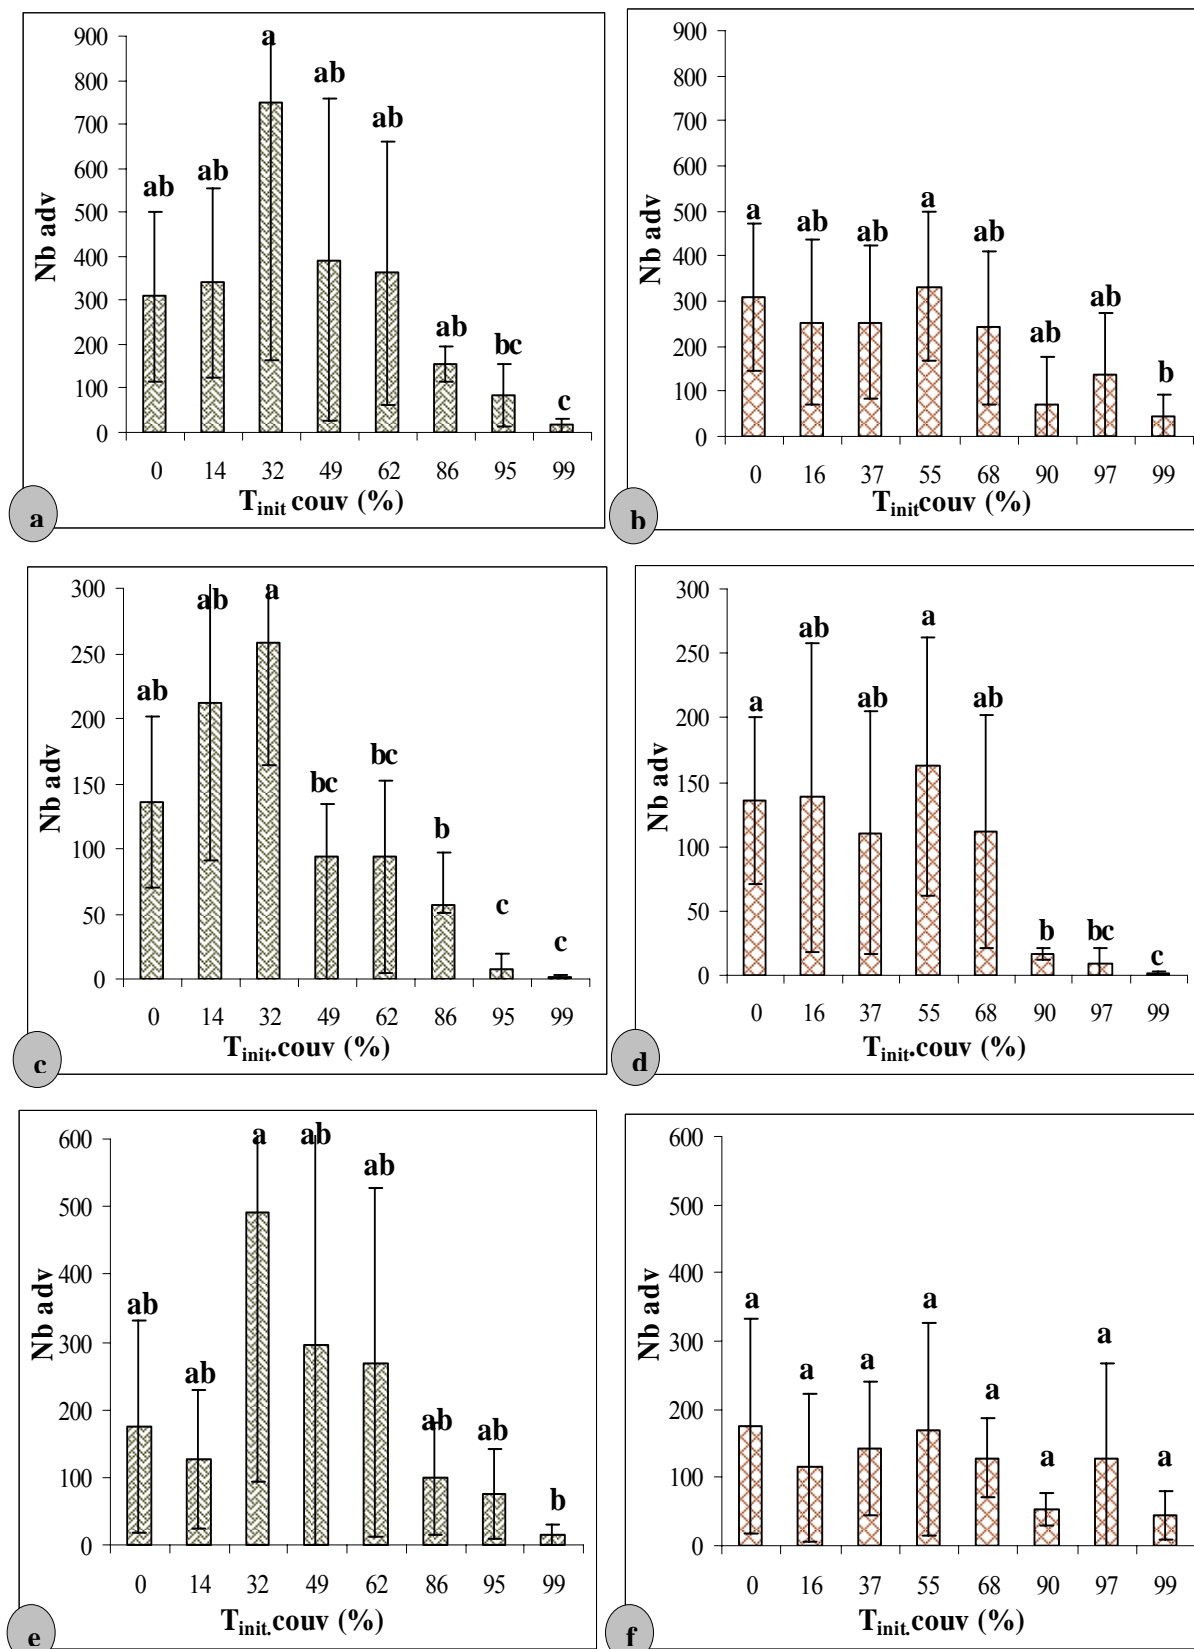 900
800
700
600
500
400
300
200
100
0
Nb adv
ab
ab
a
ab
ab
ab
bc
c
0 14 32 49 62 86 95 99
Tinit couv (%)
a
900
800
700
600
500
400
300
200
100
0
Nb adv
a
ab
ab
a
ab
ab
ab
b
0 16 37 55 68 90 97 99
Tinitcouv (%)
b
300
250
200
150
100
50
0
Nb adv
ab
ab
a
bc
bc
b
c
c
0 14 32 49 62 86 95 99
Tinit.couv (%)
c
300
250
200
150
100
50
0
Nb adv
a
ab
ab
a
ab
b
bc
c
0 16 37 55 68 90 97 99
Tinit.couv (%)
d
600
500
400
300
200
100
0
Nb adv
ab
ab
a
ab
ab
ab
ab
b
0 14 32 49 62 86 95 99
Tinit.couv (%)
e
600
500
400
300
200
100
0
Nb adv
a
a
a
a
a
a
a
a
0 16 37 55 68 90 97 99
Tinit.couv (%)
f